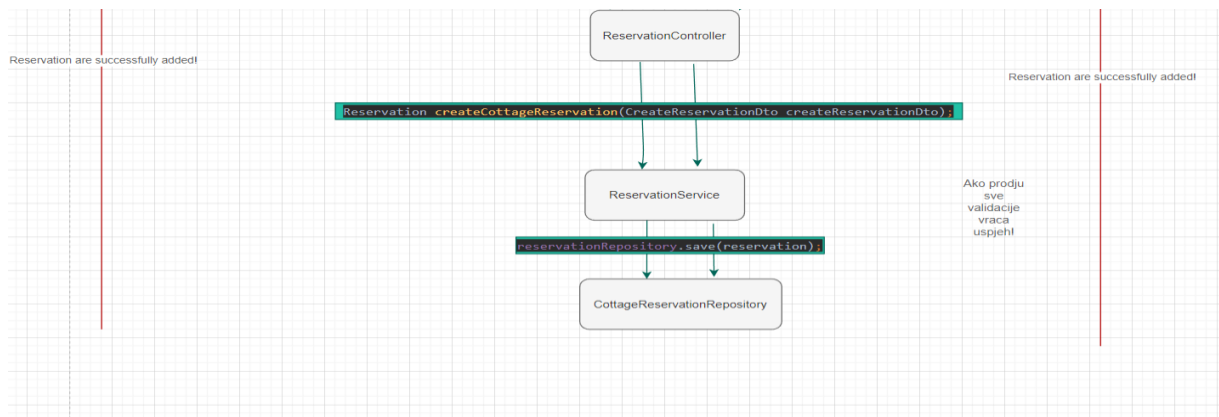 ReservationController
Reservation are successfully added!
Reservation are successfully added!
Reservation createCottageReservation(CreateReservationDto createReservationDto);
ReservationService
Ako prodju
sve
validacije
vraca
uspjeh!
reservationRepository.save(reservation);
CottageReservationRepository